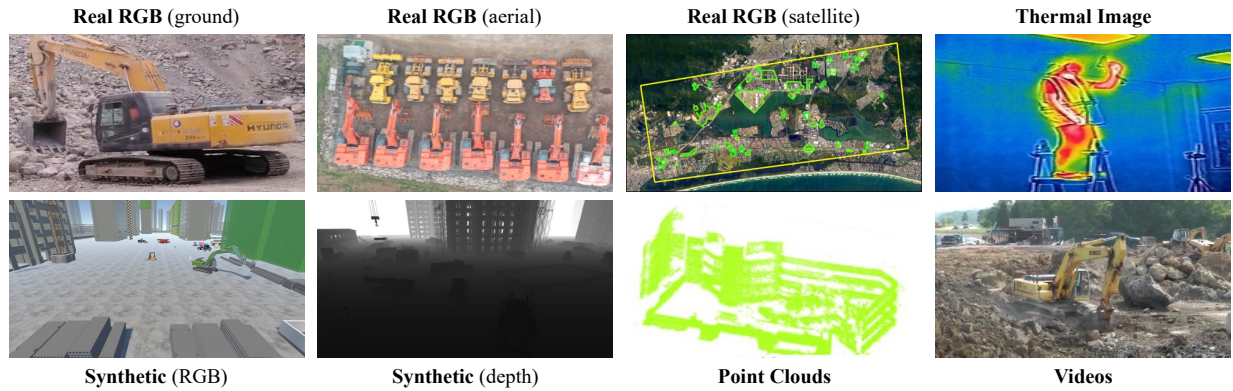 Real RGB (ground)
Real RGB (aerial)
Real RGB (satellite)
Thermal Image
HYUNDAI
HYUNDAI
Synthetic (RGB)
Synthetic (depth)
Point Clouds
Videos